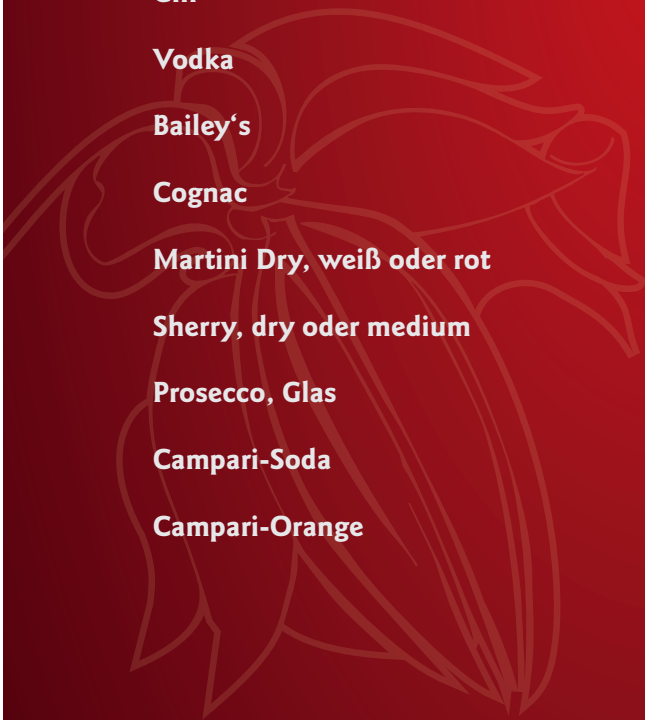 Vodka
Bailey‘s
Cognac
Martini Dry, weiß oder rot
Sherry, dry oder medium
Prosecco, Glas
Campari-Soda
Campari-Orange